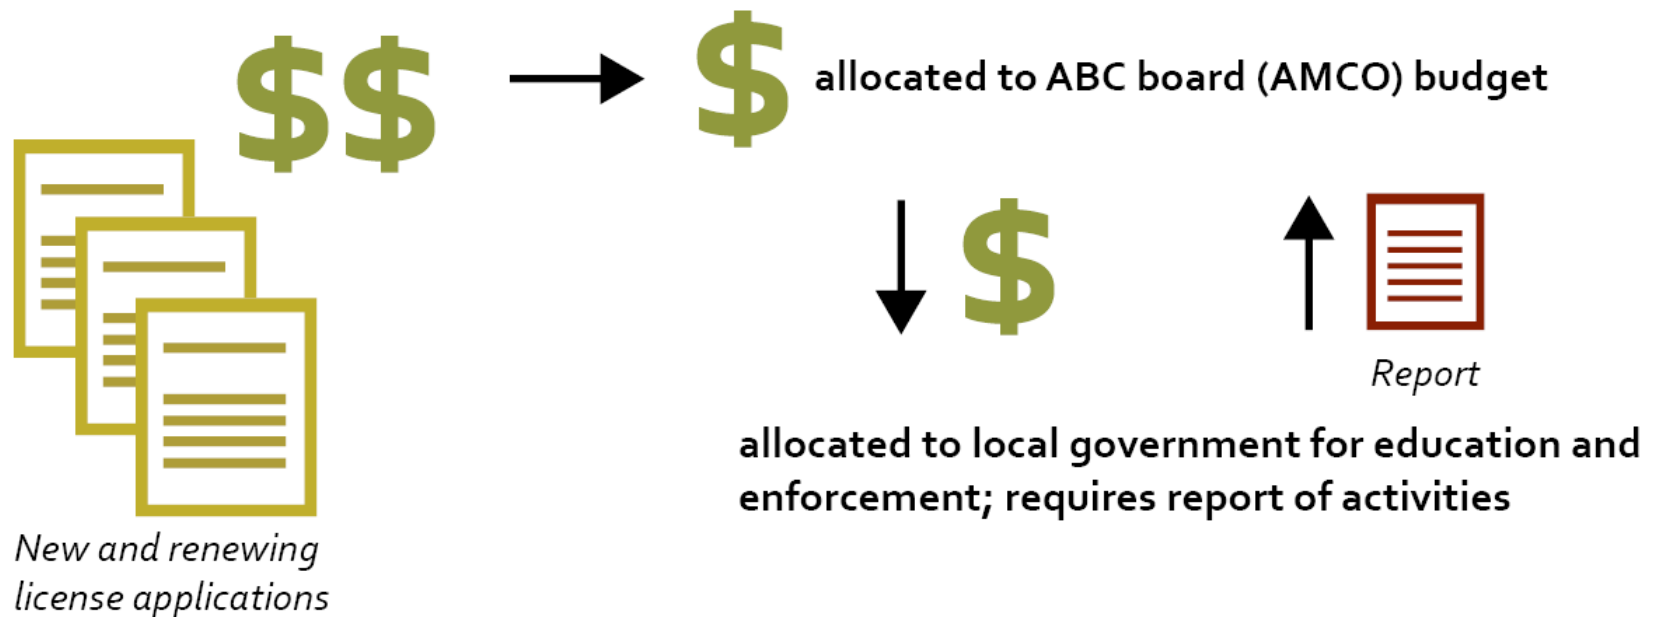 $$
$ allocated to ABC board (AMCO) budget
$
Report
allocated to local government for education and
enforcement; requires report of activities
New and renewing
license applications